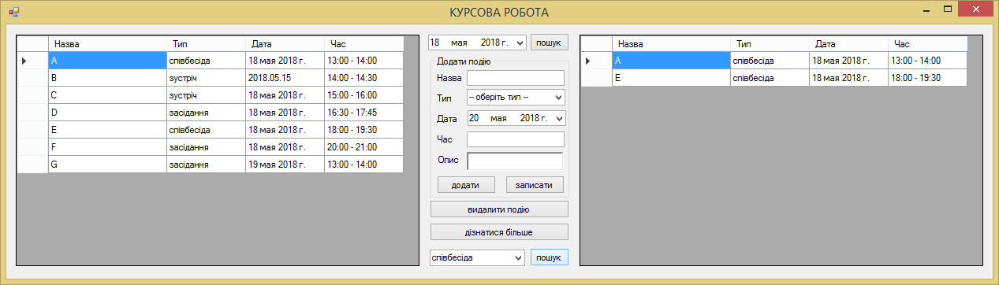 КУРСОВА РОБОТА
Назва Тип Дата Час
A співбесіда 18 мая 2018 г. 13:00 - 14:00
B зустріч 2018.05.15 14:00 - 14:30
C зустріч 18 мая 2018 г. 15:00 - 16:00
D засідання 18 мая 2018 г. 16:30 - 17:45
E співбесіда 18 мая 2018 г. 18:00 - 19:30
F засідання 18 мая 2018 г. 20:00 - 21:00
G засідання 19 мая 2018 г. 13:00 - 14:00
18 мая 2018 г. пошук
Додати подію
Назва
Тип -- оберіть тип --
Дата 20 мая 2018 г.
Час
Опис
додати записати
видалити подію
дізнатися більше
співбесіда пошук
Назва Тип Дата Час
A співбесіда 18 мая 2018 г. 13:00 - 14:00
E співбесіда 18 мая 2018 г. 18:00 - 19:30